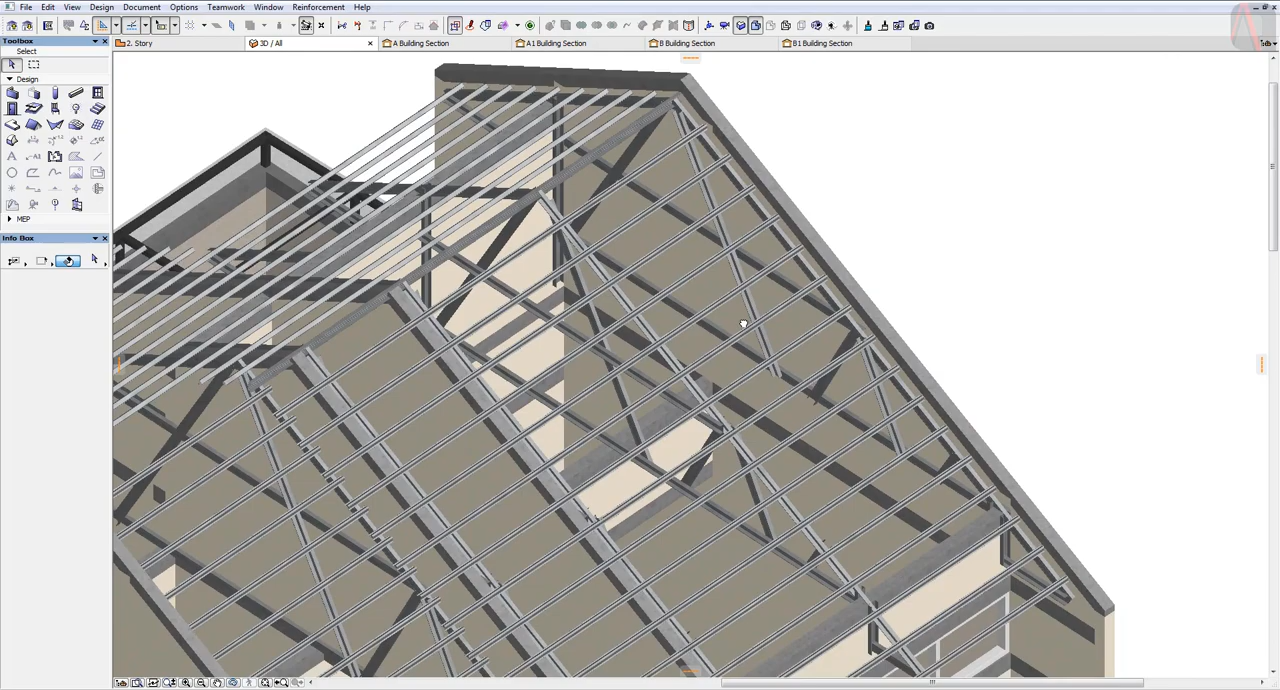 File Edit View Design Document Options Teamwork Window Reinforcement Help
Toolbox
2. Story
3D / All
A Building Section
A1 Building Section
B Building Section
B1 Building Section
Select
Design
MEP
Info Box